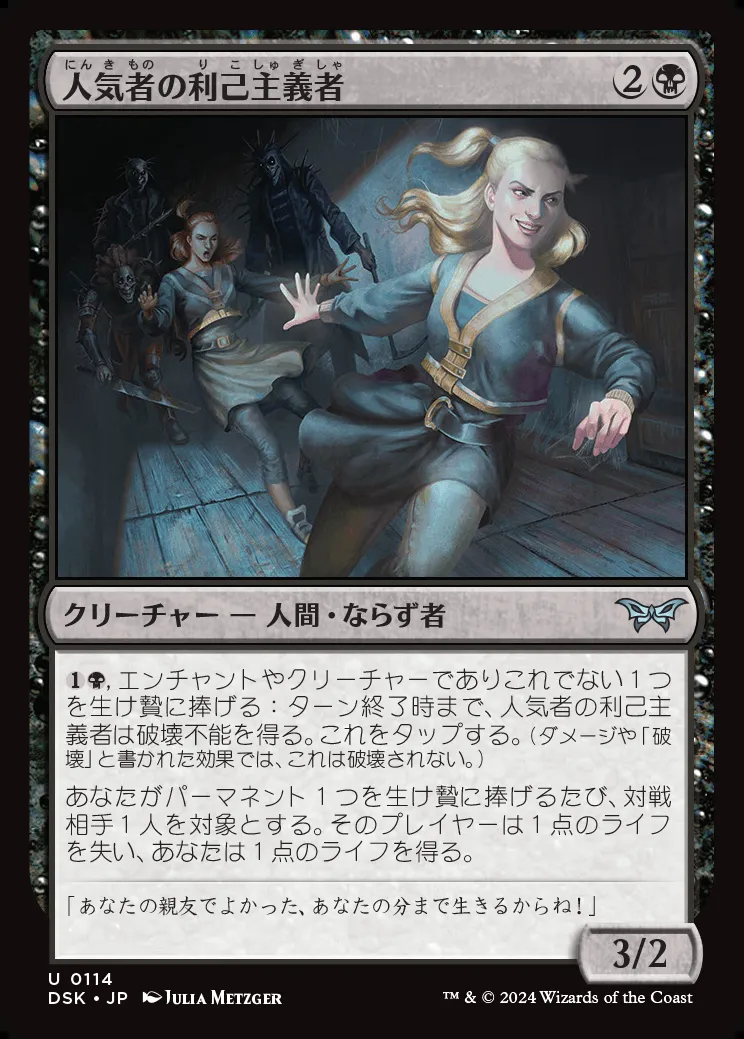 にんきもの りこしゅぎしゃ
人気者の利己主義者
2
クリーチャー — 人間・ならず者
1, エンチャントやクリーチャーでありこれでない1つ
を生け贄に捧げる：ターン終了時まで、人気者の利己主
義者は破壊不能を得る。これをタップする。（ダメージや「破
壊」と書かれた効果では、これは破壊されない。）
あなたがパーマネント1つを生け贄に捧げるたび、対戦
相手1人を対象とする。そのプレイヤーは1点のライフ
を失い、あなたは1点のライフを得る。
「あなたの親友でよかった、あなたの分まで生きるからね！」
3/2
U 0114
DSK • JP Julia Metzger
™ & © 2024 Wizards of the Coast